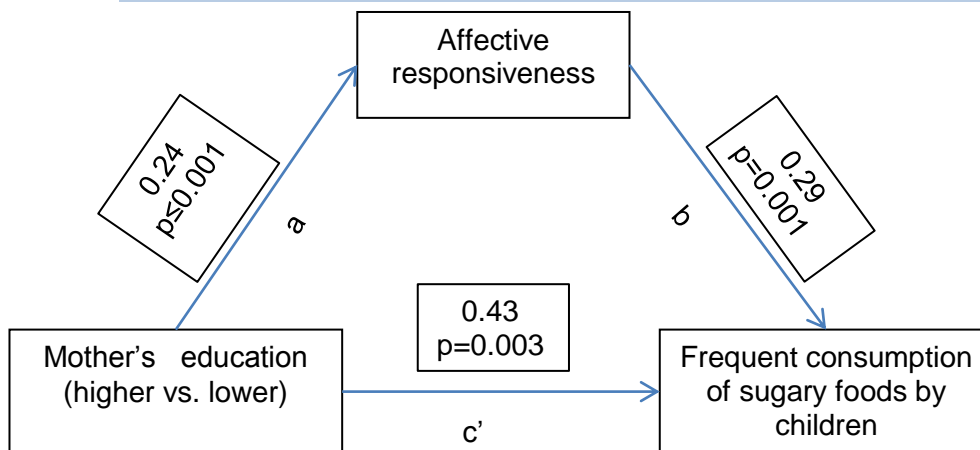 Affective
responsiveness
0.24
p≤0.001
a
0.29
p=0.001
b
0.43
p=0.003
Mother’s education
(higher vs. lower)
c’
Frequent consumption
of sugary foods by
children